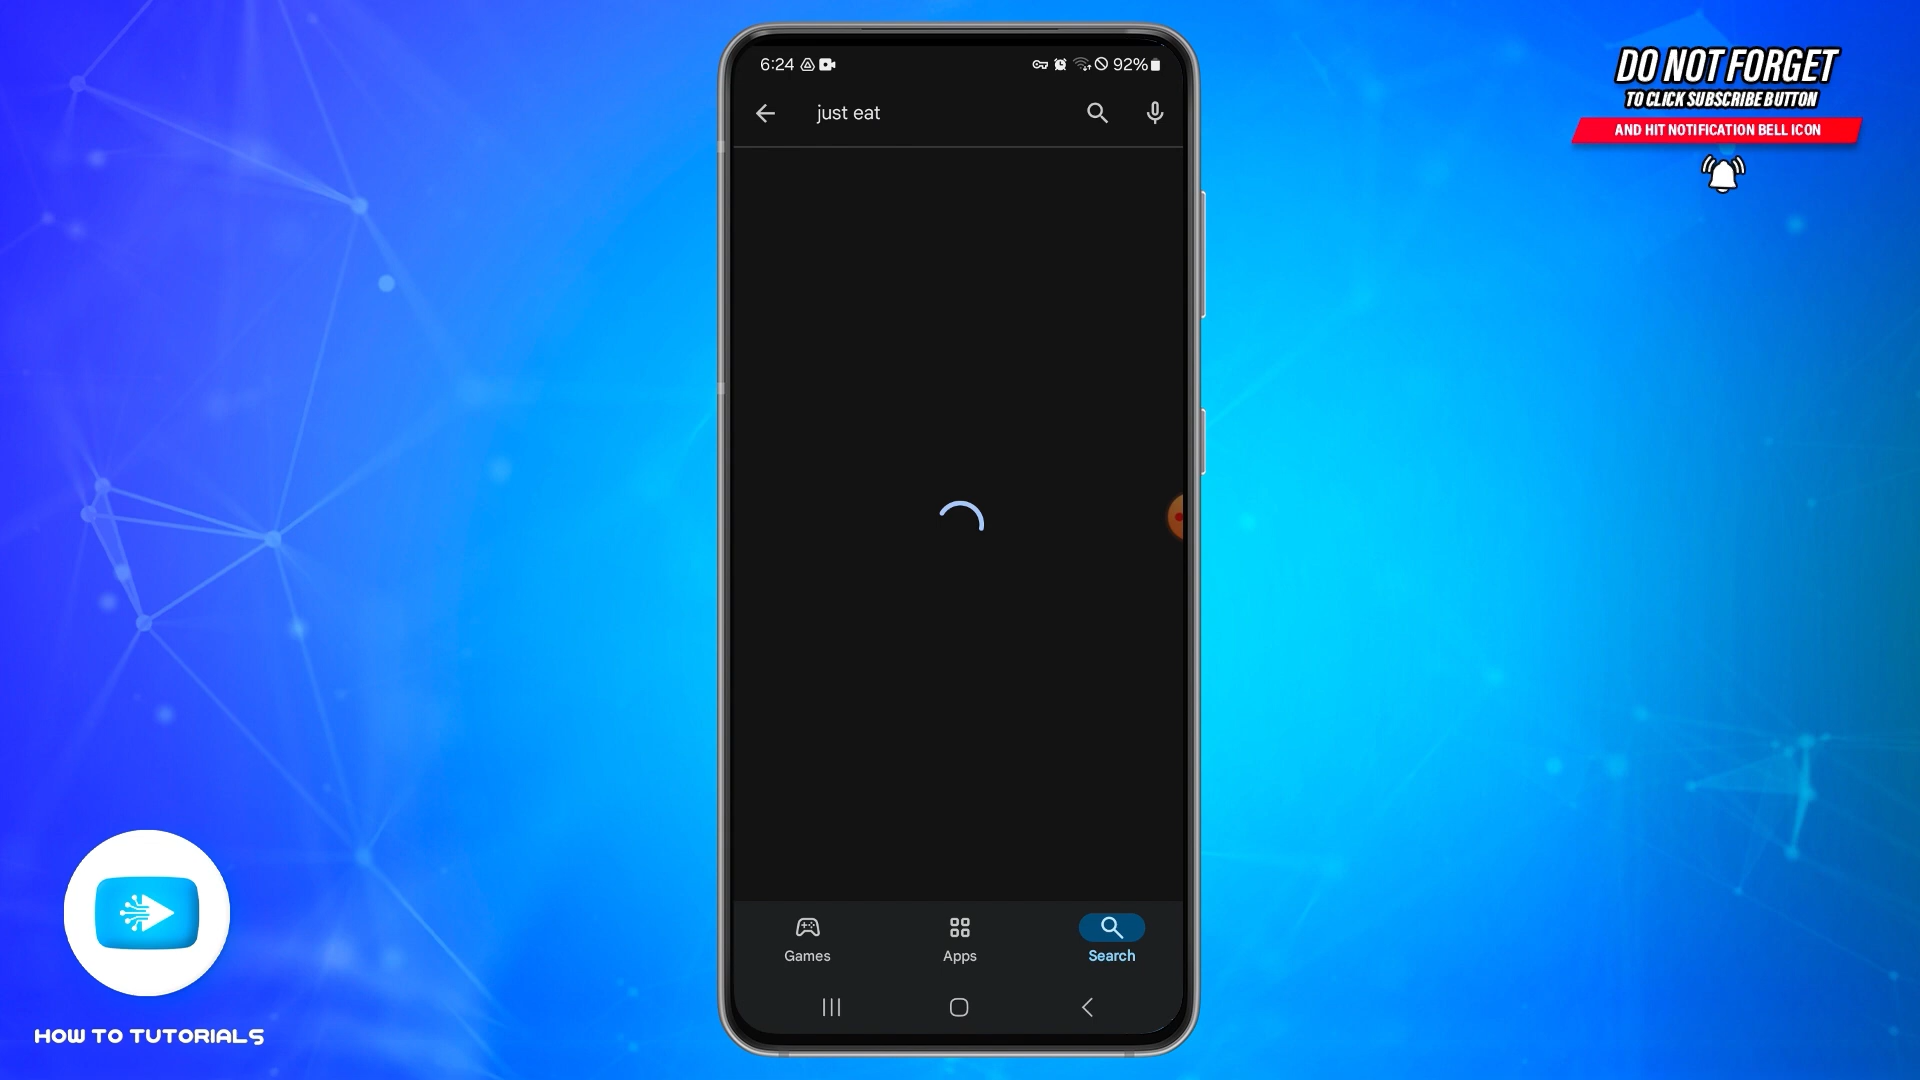 DO NOT FORGET
TO CLICK SUBSCRIBE BUTTON
AND HIT NOTIFICATION BELL ICON
6:24
92%
just eat
Games
Apps
Search
HOW TO TUTORIALS